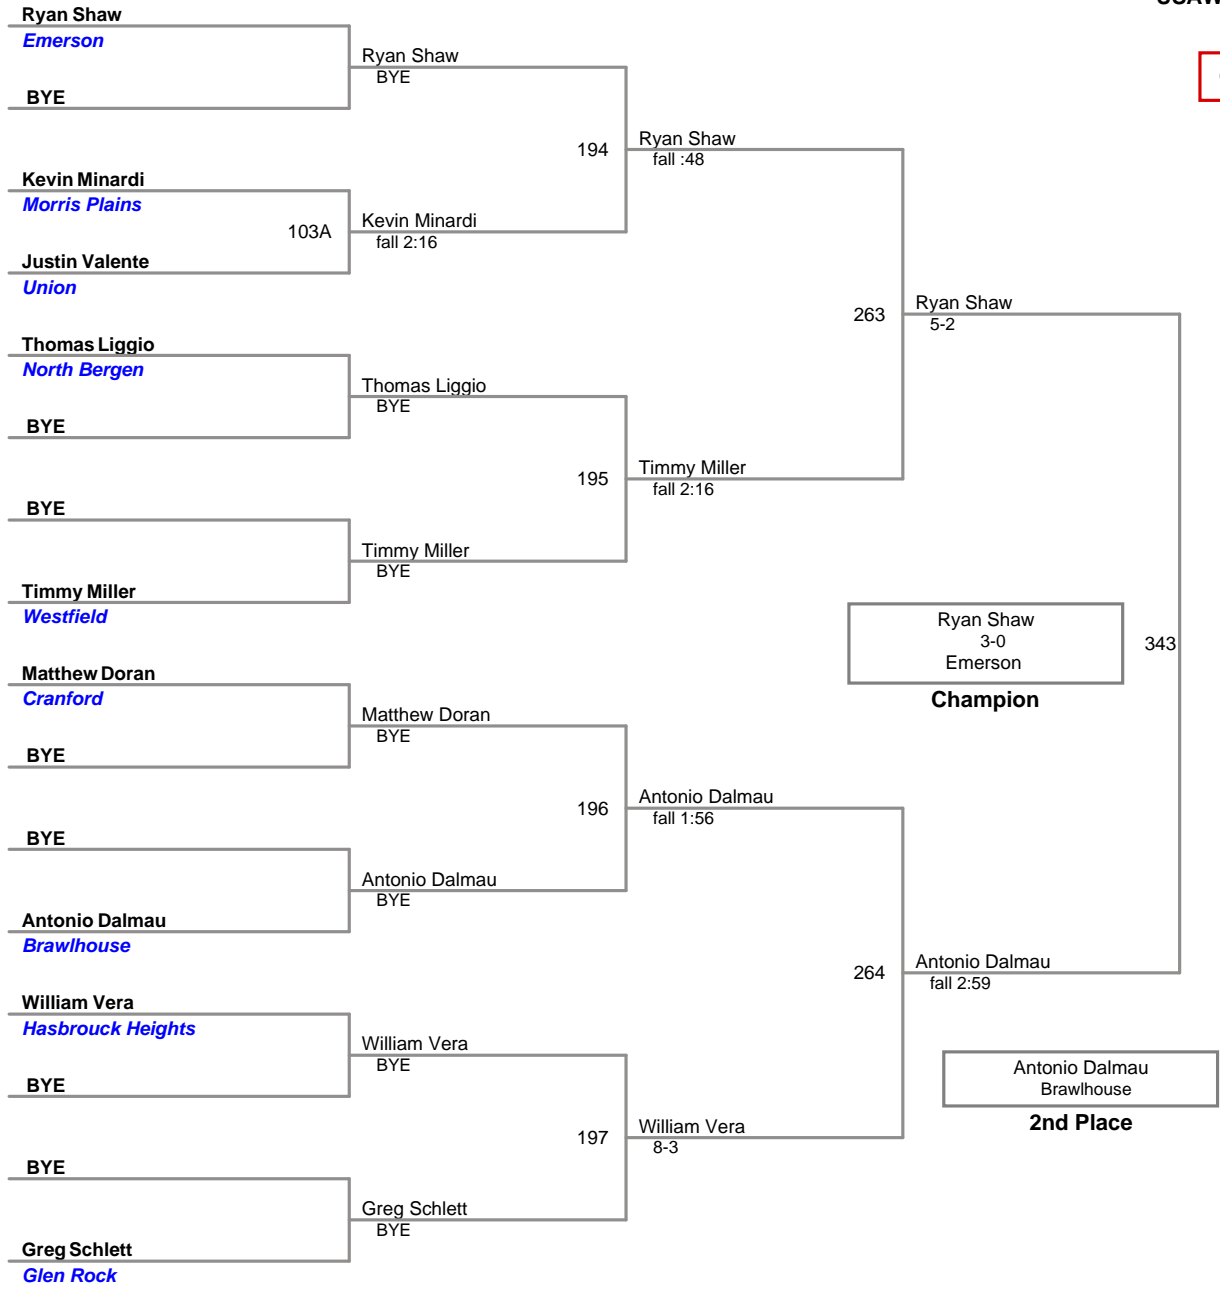 Ryan Shaw
Emerson
BYE
Kevin Minardi
Morris Plains
103A
Justin Valente
Union
Thomas Liggio
North Bergen
BYE
BYE
Timmy Miller
Westfield
Matthew Doran
Cranford
BYE
BYE
Antonio Dalmau
Brawlhouse
William Vera
Hasbrouck Heights
BYE
BYE
Greg Schlett
Glen Rock
Ryan Shaw
BYE
194
Kevin Minardi
fall 2:16
Thomas Liggio
BYE
195
Timmy Miller
BYE
Matthew Doran
BYE
196
Antonio Dalmau
BYE
William Vera
BYE
197
Greg Schlett
BYE
Ryan Shaw
fall :48
263
Timmy Miller
fall 2:16
Antonio Dalmau
fall 1:56
264
William Vera
8-3
Ryan Shaw
5-2
343
Antonio Dalmau
fall 2:59
Ryan Shaw
3-0
Emerson
Champion
Antonio Dalmau
Brawlhouse
2nd Place